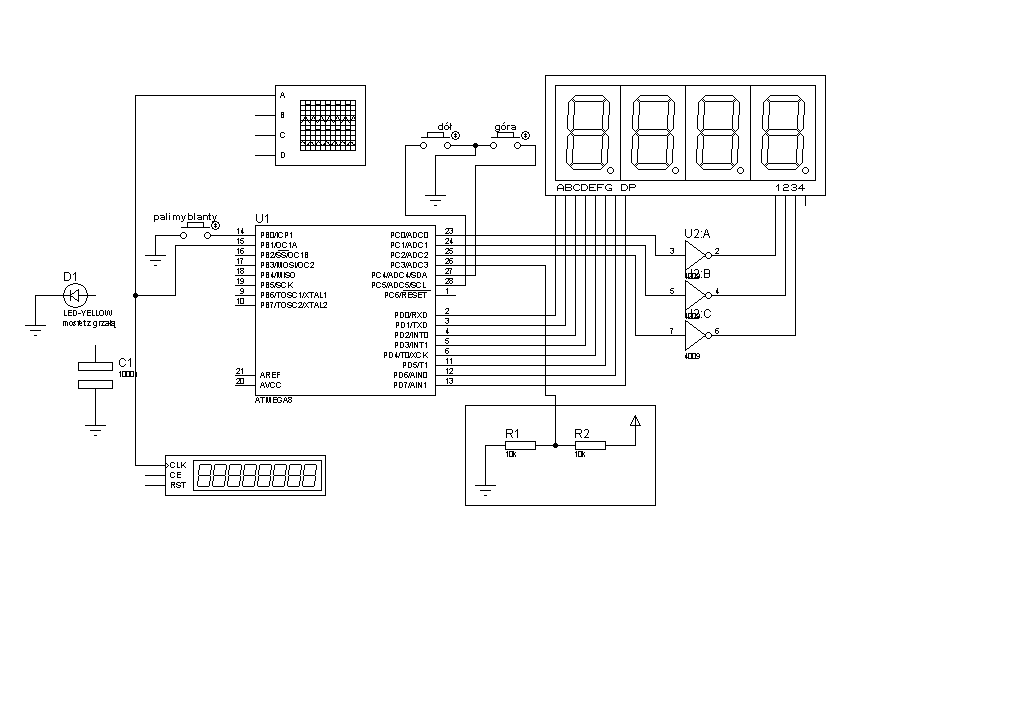 A
B
C
D
dół
góra
ABCDEFG DP
1234
palimyblanty
U1
14 PB0/ICP1
15 PB1/OC1A
16 PB2/SS/OC1B
17 PB3/MOSI/OC2
18 PB4/MISO
19 PB5/SCK
9 PB6/TOSC1/XTAL1
10 PB7/TOSC2/XTAL2
21 AREF
20 AVCC
PC0/ADC0 23
PC1/ADC1 24
PC2/ADC2 25
PC3/ADC3 26
PC4/ADC4/SDA 27
PC5/ADC5/SCL 28
PC6/RESET 1
PD0/RXD 2
PD1/TXD 3
PD2/INT0 4
PD3/INT1 5
PD4/T0/XCK 6
PD5/T1 11
PD6/AIN0 12
PD7/AIN1 13
ATMEGA8
U2:A
3 2
U2:B
5 4
U2:C
7 6
4009
D1
LED-YELLOW
mosfet z grzałą
C1
1000u
R1
10k
R2
10k
CLK
CE
RST